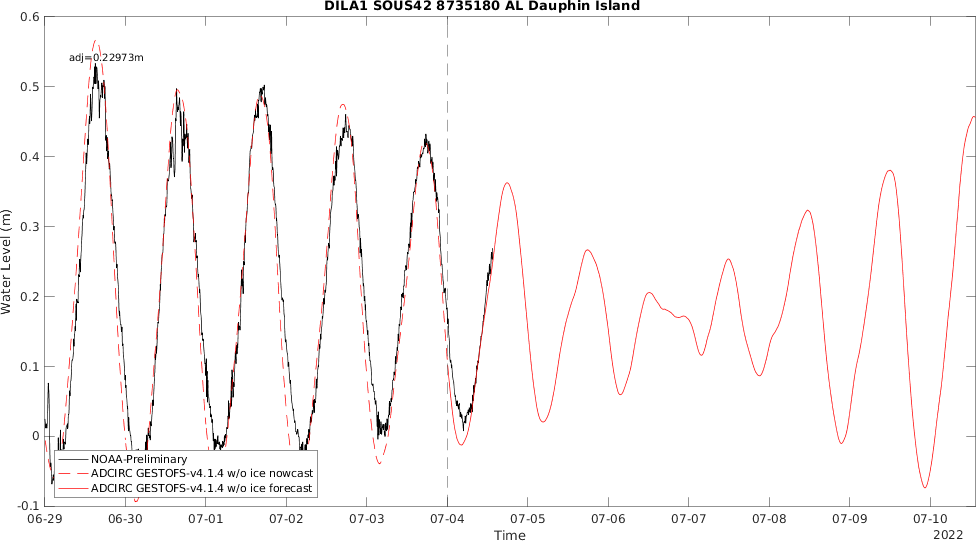 DILA1 SOUS42 8735180 AL Dauphin Island
0.6
adj=0.22973m
0.5
0.4
0.3
0.2
0.1
0
-0.1
Water Level (m)
NOAA-Preliminary
ADCIRC GESTOFS-v4.1.4 w/o ice nowcast
ADCIRC GESTOFS-v4.1.4 w/o ice forecast
06-29 06-30 07-01 07-02 07-03 07-04 07-05 07-06 07-07 07-08 07-09 07-10
Time
2022